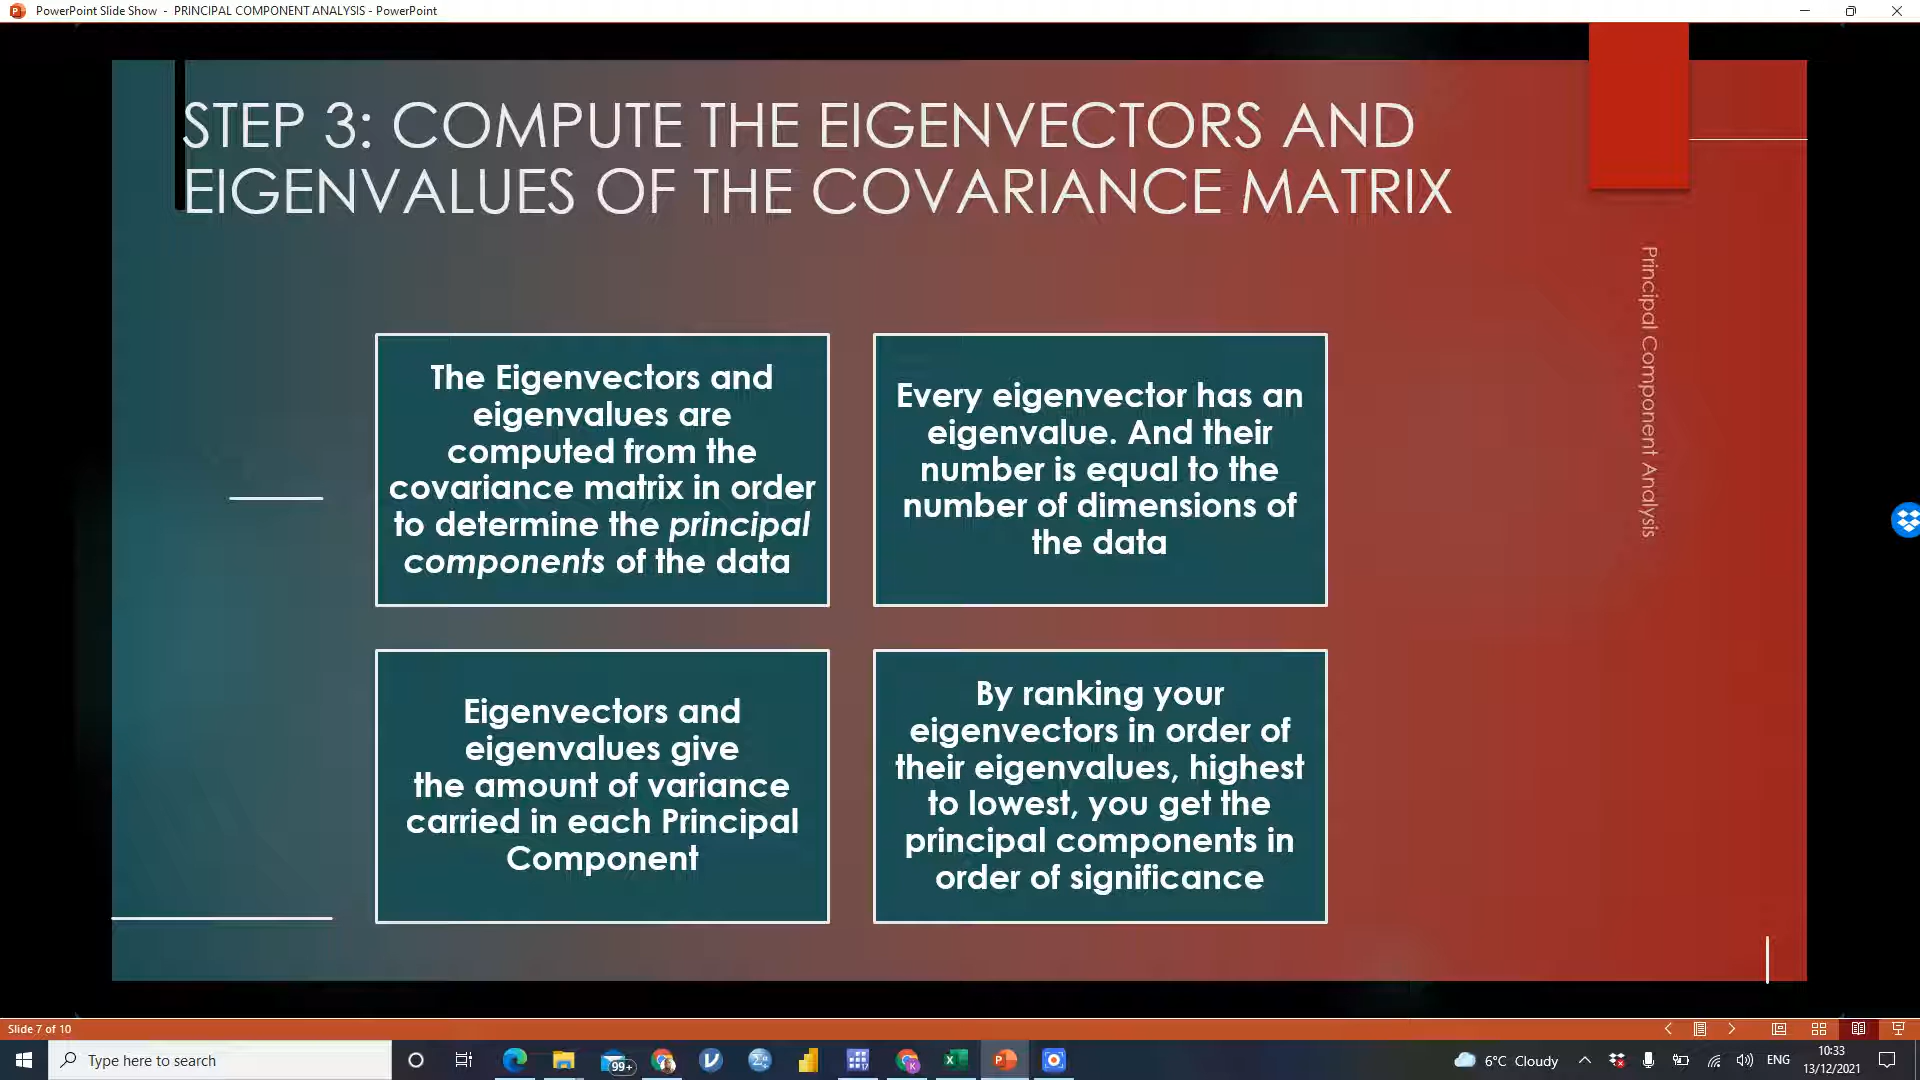 PowerPoint Slide Show - PRINCIPAL COMPONENT ANALYSIS - PowerPoint
STEP 3: COMPUTE THE EIGENVECTORS AND
EIGENVALUES OF THE COVARIANCE MATRIX
Principal Component Analysis
The Eigenvectors and
eigenvalues are
computed from the
covariance matrix in order
to determine the principal
components of the data
Every eigenvector has an
eigenvalue. And their
number is equal to the
number of dimensions of
the data
Eigenvectors and
eigenvalues give
the amount of variance
carried in each Principal
Component
By ranking your
eigenvectors in order of
their eigenvalues, highest
to lowest, you get the
principal components in
order of significance
Slide 7 of 10
Type here to search
99+
6°C Cloudy
ENG
10:33
13/12/2021